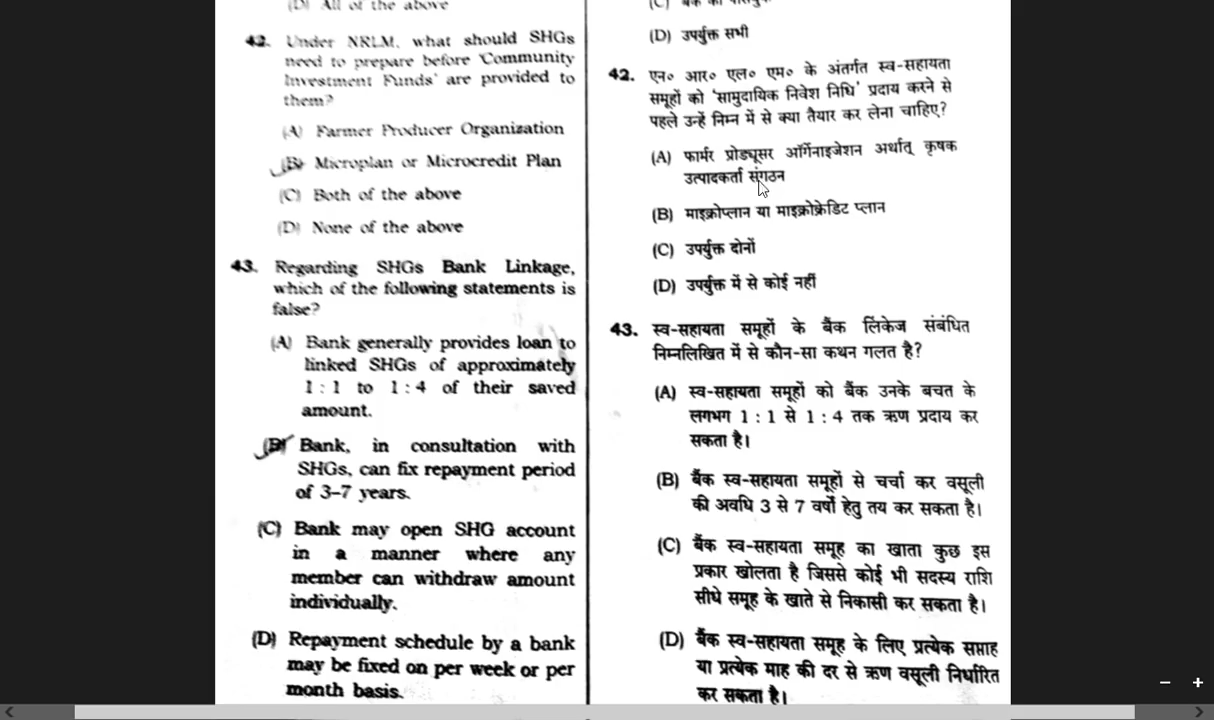 (D) All of the above
42. Under NRLM, what should SHGs
need to prepare before 'Community
Investment Funds' are provided to
them?
(A) Farmer Producer Organization
(B) Microplan or Microcredit Plan
(C) Both of the above
(D) None of the above
43. Regarding SHGs Bank Linkage,
which of the following statements is
false?
(A) Bank generally provides loan to
linked SHGs of approximately
1 : 1 to 1 : 4 of their saved
amount.
(B) Bank, in consultation with
SHGs, can fix repayment period
of 3–7 years.
(C) Bank may open SHG account
in a manner where any
member can withdraw amount
individually.
(D) Repayment schedule by a bank
may be fixed on per week or per
month basis.
(D) उपर्युक्त सभी
42. एन० आर० एल० एम० के अंतर्गत स्व-सहायता
समूहों को 'सामुदायिक निवेश निधि' प्रदाय करने से
पहले उन्हें निम्न में से क्या तैयार कर लेना चाहिए?
(A) फार्मर प्रोड्यूसर ऑर्गेनाइजेशन अर्थात् कृषक
उत्पादकर्ता संगठन
(B) माइक्रोप्लान या माइक्रोक्रेडिट प्लान
(C) उपर्युक्त दोनों
(D) उपर्युक्त में से कोई नहीं
43. स्व-सहायता समूहों के बैंक लिंकेज संबंधित
निम्नलिखित में से कौन-सा कथन गलत है?
(A) स्व-सहायता समूहों को बैंक उनके बचत के
लगभग 1 : 1 से 1 : 4 तक ऋण प्रदाय कर
सकता है।
(B) बैंक स्व-सहायता समूहों से चर्चा कर वसूली
की अवधि 3 से 7 वर्षों हेतु तय कर सकता है।
(C) बैंक स्व-सहायता समूह का खाता कुछ इस
प्रकार खोलता है जिससे कोई भी सदस्य राशि
सीधे समूह के खाते से निकासी कर सकता है।
(D) बैंक स्व-सहायता समूह के लिए प्रत्येक सप्ताह
या प्रत्येक माह की दर से ऋण वसूली निर्धारित
कर सकता है।